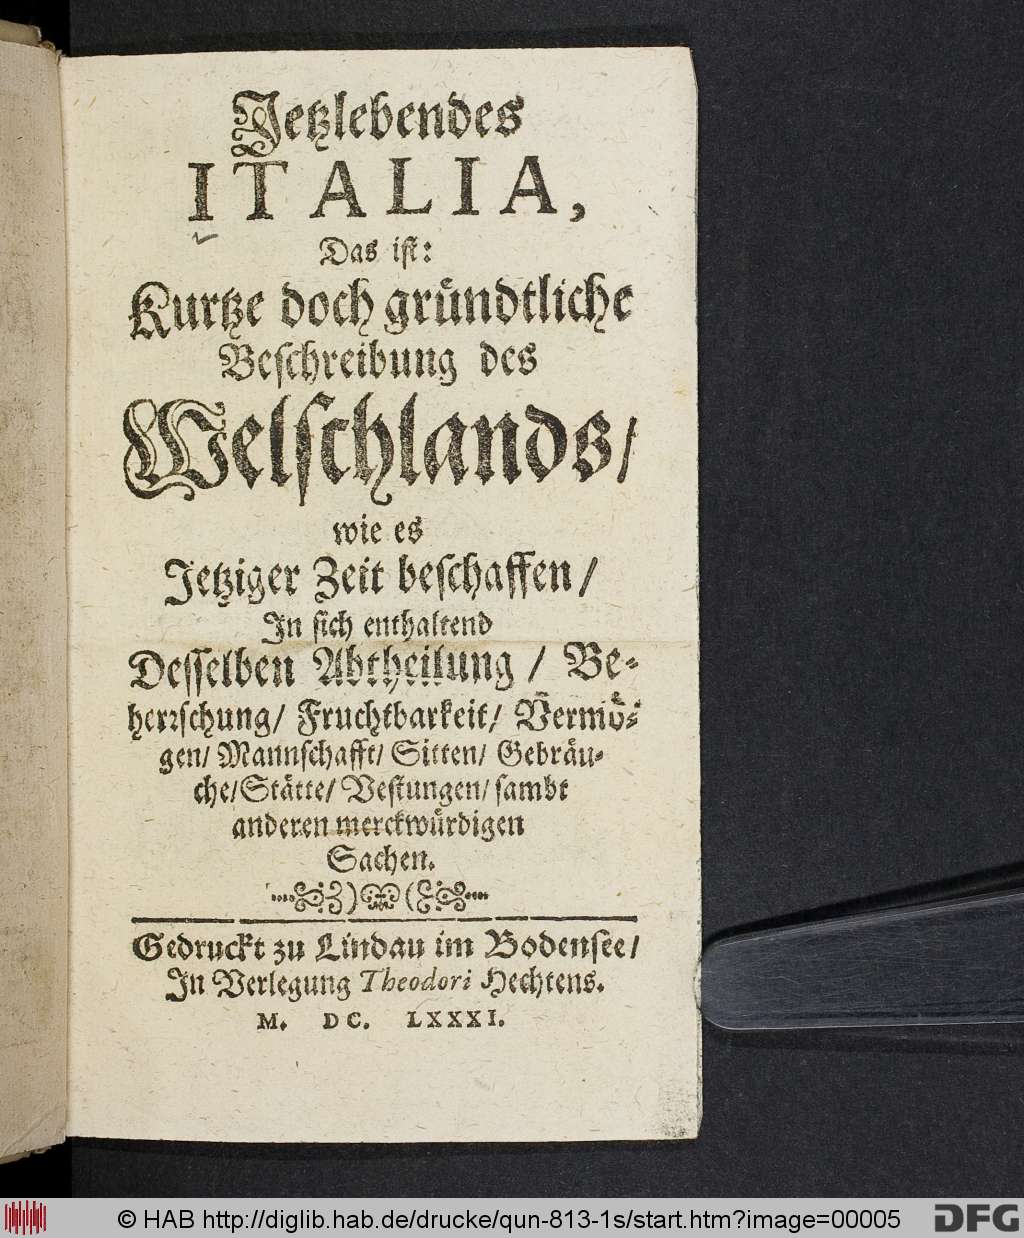 Jetzlebendes
ITALIA,
Das ist:
Kurtze doch gründtliche
Beschreibung des
Welschlands/
wie es
Jetziger Zeit beschaffen/
In sich enthaltend
Desselben Abtheilung / Be-
herrschung/ Fruchtbarkeit/ Vermö-
gen/ Mannschafft/ Sitten/ Gebräu-
che/ Stätte/ Vestungen/ sambt
anderen merckwürdigen
Sachen.
Gedruckt zu Lindau im Bodensee/
In Verlegung Theodori Hechtens.
M. DC. LXXXI.
© HAB http://diglib.hab.de/drucke/qun-813-1s/start.htm?image=00005
DFG